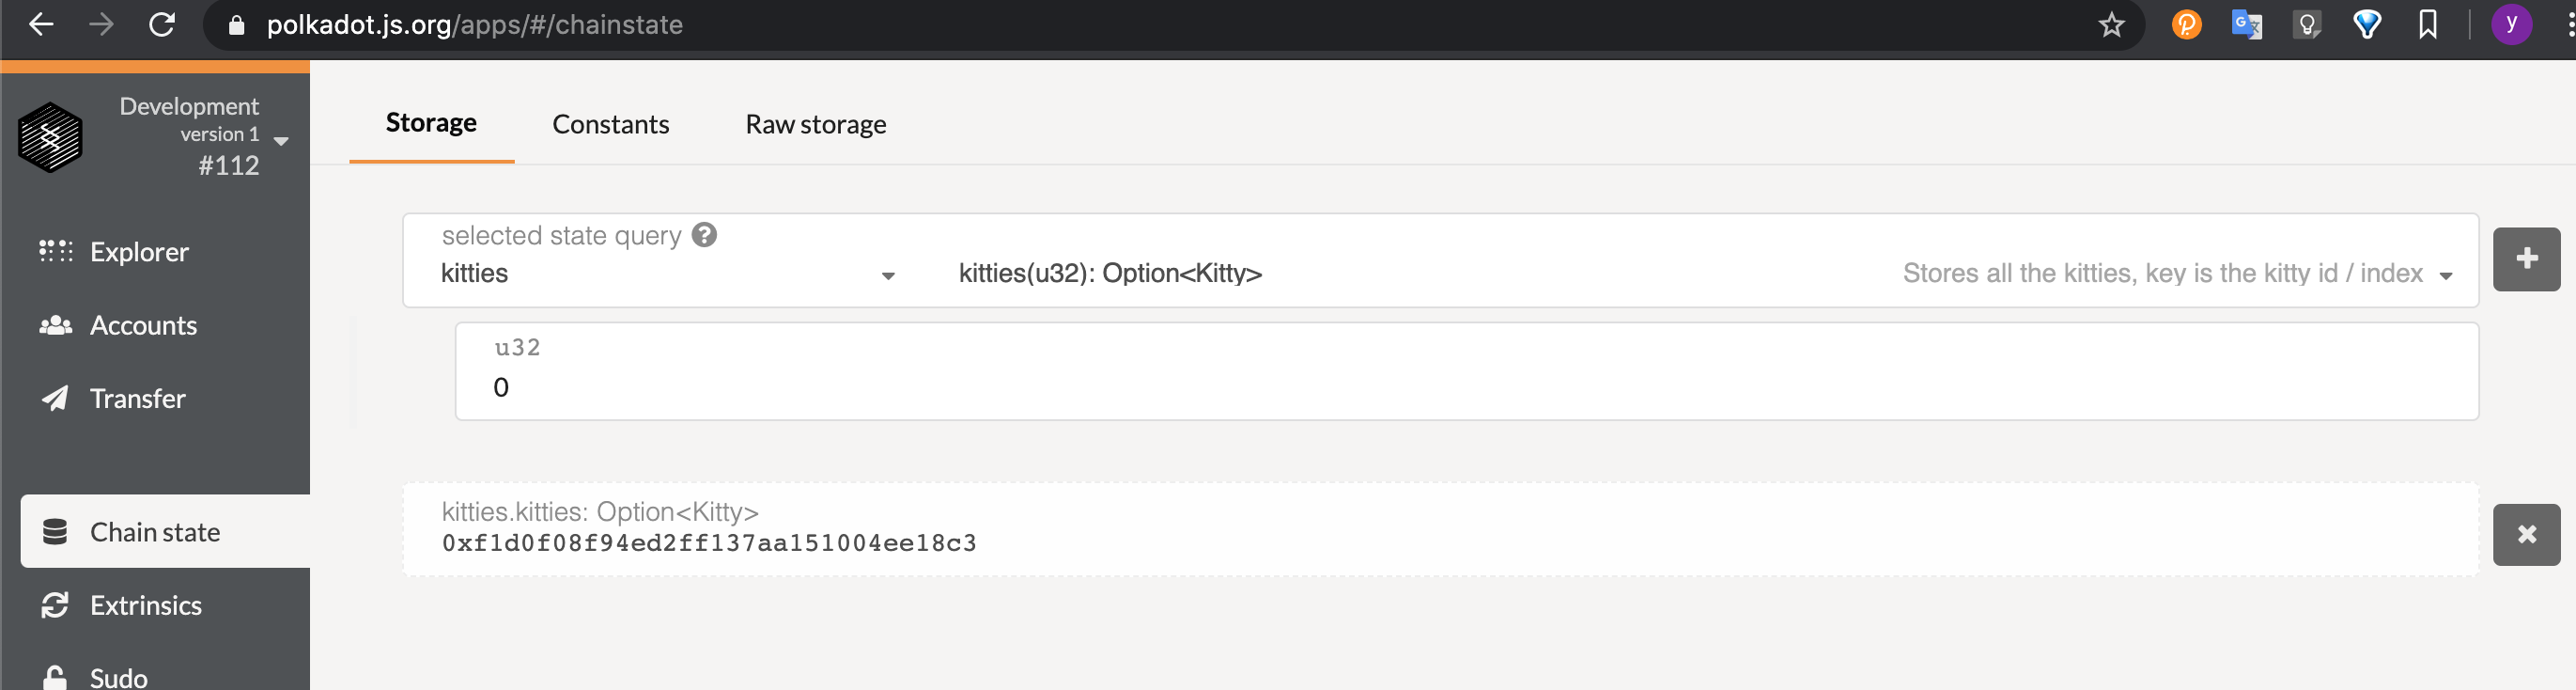 polkadot.js.org/apps/#/chainstate
y
Development
version 1
#112
Explorer
Accounts
Transfer
Chain state
Extrinsics
Sudo
Storage Constants Raw storage
selected state query ?
kitties kitties(u32): Option<Kitty> Stores all the kitties, key is the kitty id / index
u32
0
kitties.kitties: Option<Kitty>
0xf1d0f08f94ed2ff137aa151004ee18c3